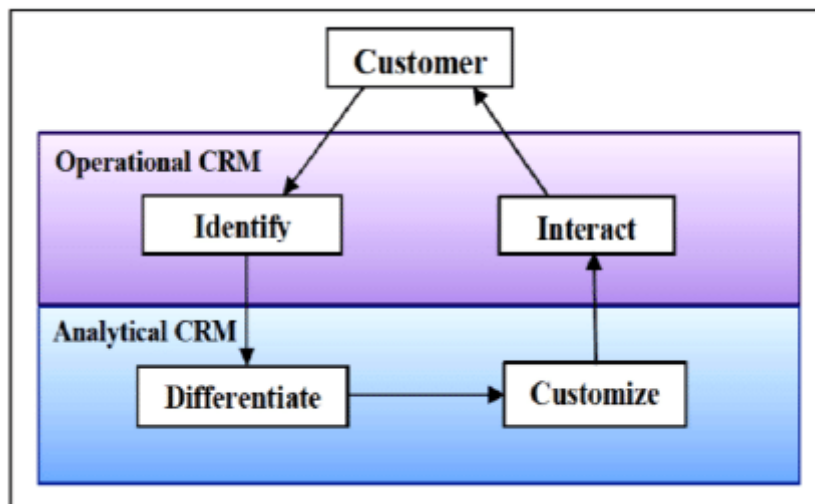 Customer
Operational CRM
Identify
Interact
Analytical CRM
Differentiate
Customize